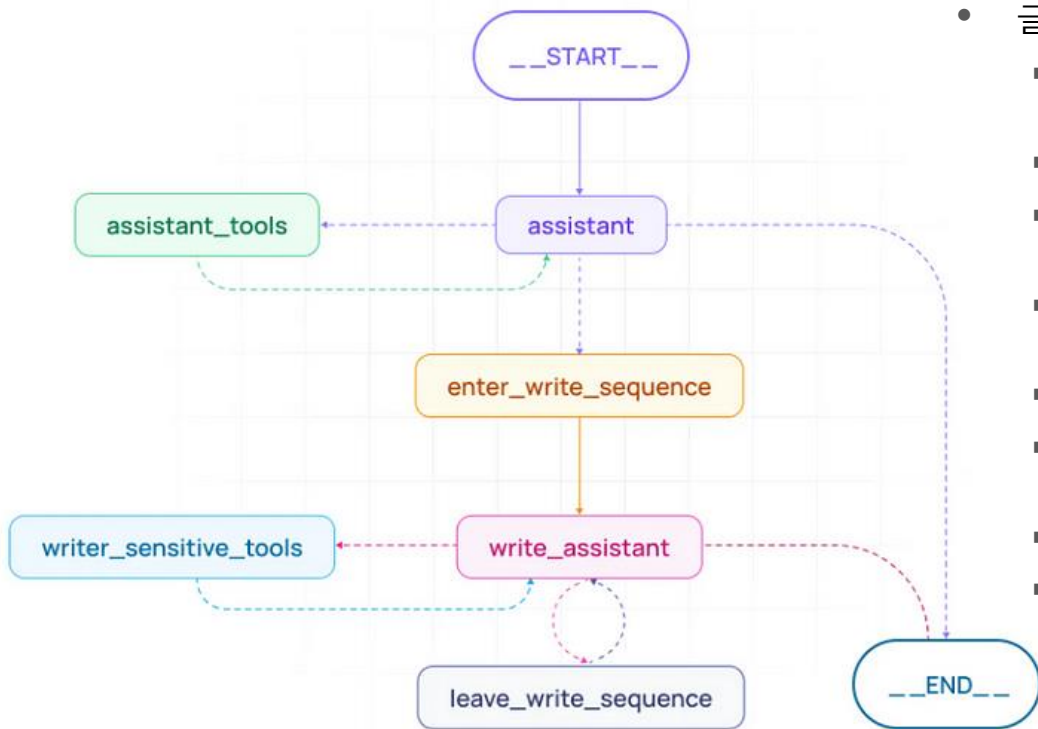 __START__
assistant_tools
assistant
enter_write_sequence
writer_sensitive_tools
write_assistant
leave_write_sequence
__END__